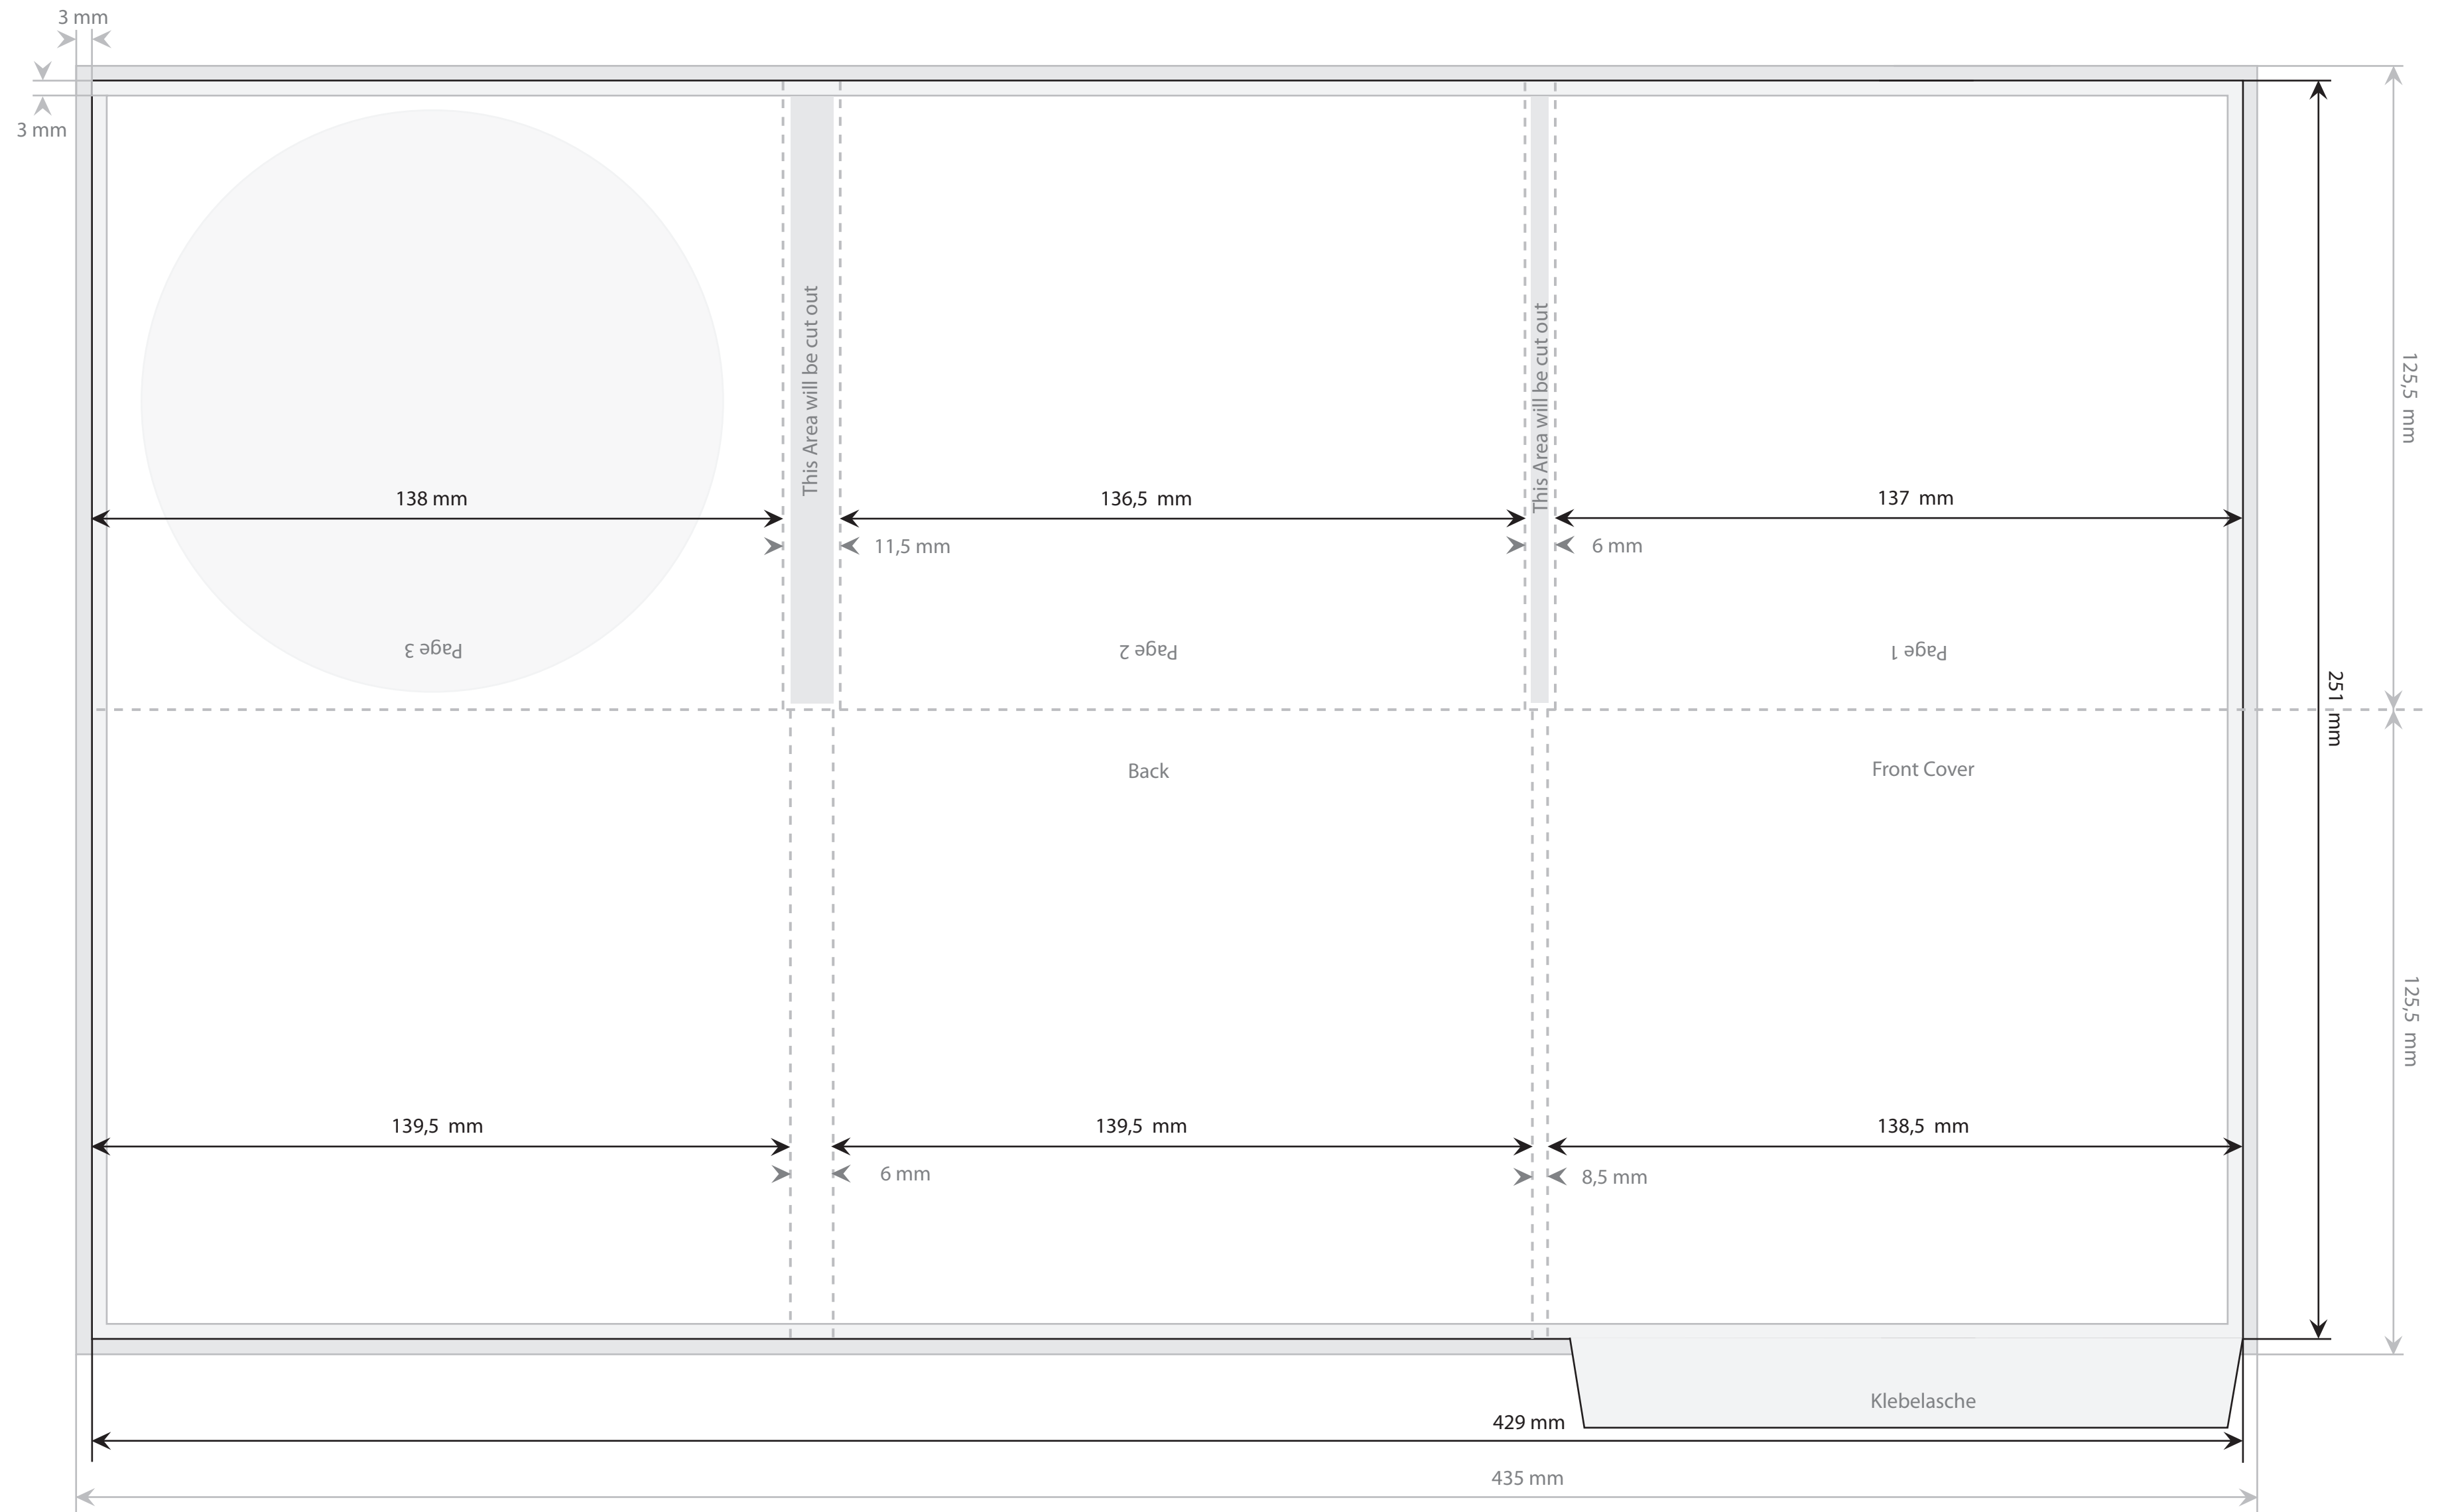 3 mm
3 mm
This Area will be cut out
This Area will be cut out
125,5 mm
138 mm
136,5 mm
137 mm
11,5 mm
6 mm
Page 3
Page 2
Page 1
251 mm
Back
Front Cover
125,5 mm
139,5 mm
139,5 mm
138,5 mm
6 mm
8,5 mm
Klebelasche
429 mm
435 mm